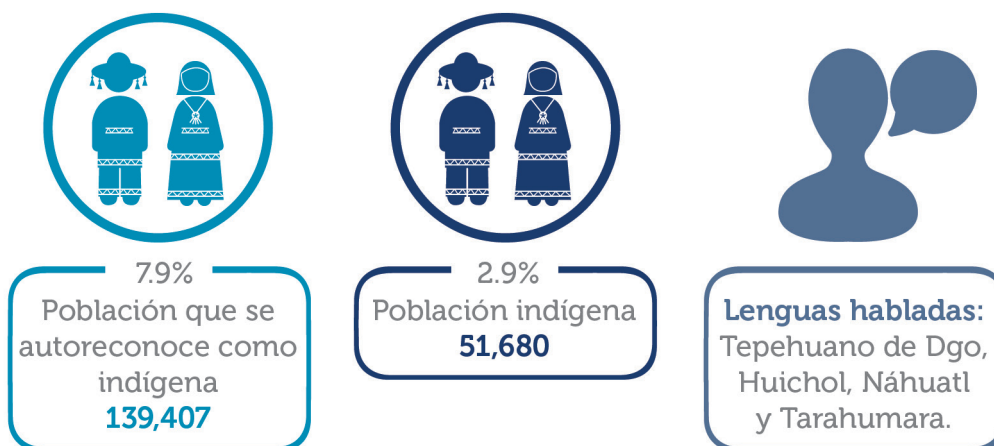 7.9%
Población que se
autoreconoce como
indígena
139,407
2.9%
Población indígena
51,680
Lenguas habladas:
Tepehuano de Dgo,
Huichol, Náhuatl
y Tarahumara.